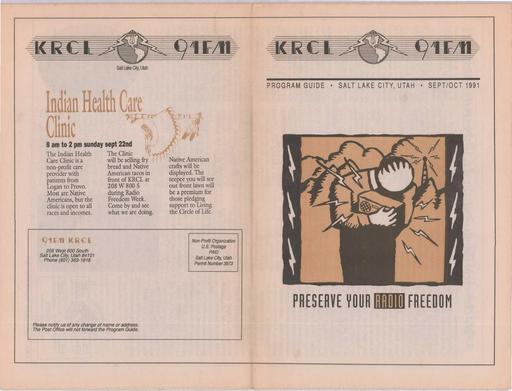 KRCL 91FM
Salt Lake City, Utah
Indian Health Care
Clinic
8 am to 2 pm sunday sept 22nd
The Indian Health
Care Clinic is a
non-profit care
provider with
patients from
Logan to Provo.
Most are Native
Americans, but the
clinic is open to all
races and incomes.
The Clinic
will be selling fry
bread and Native
American tacos in
front of KRCL at
208 W 800 S
during Radio
Freedom Week.
Come by and see
what we are doing.
Native American
crafts will be
displayed. The
teepee you will see
out front lawn will
be a premium for
those pledging
support to Living
the Circle of Life.
91FM KRCL
208 West 800 South
Salt Lake City, Utah 84101
Phone (801) 363-1818
Non-Profit Organization
U.S. Postage
PAID
Salt Lake City, Utah
Permit Number 3973
Please notify us of any change of name or address.
The Post Office will not forward the Program Guide.
KRCL 91FM
PROGRAM GUIDE • SALT LAKE CITY, UTAH • SEPT/OCT 1991
PRESERVE YOUR RADIO FREEDOM